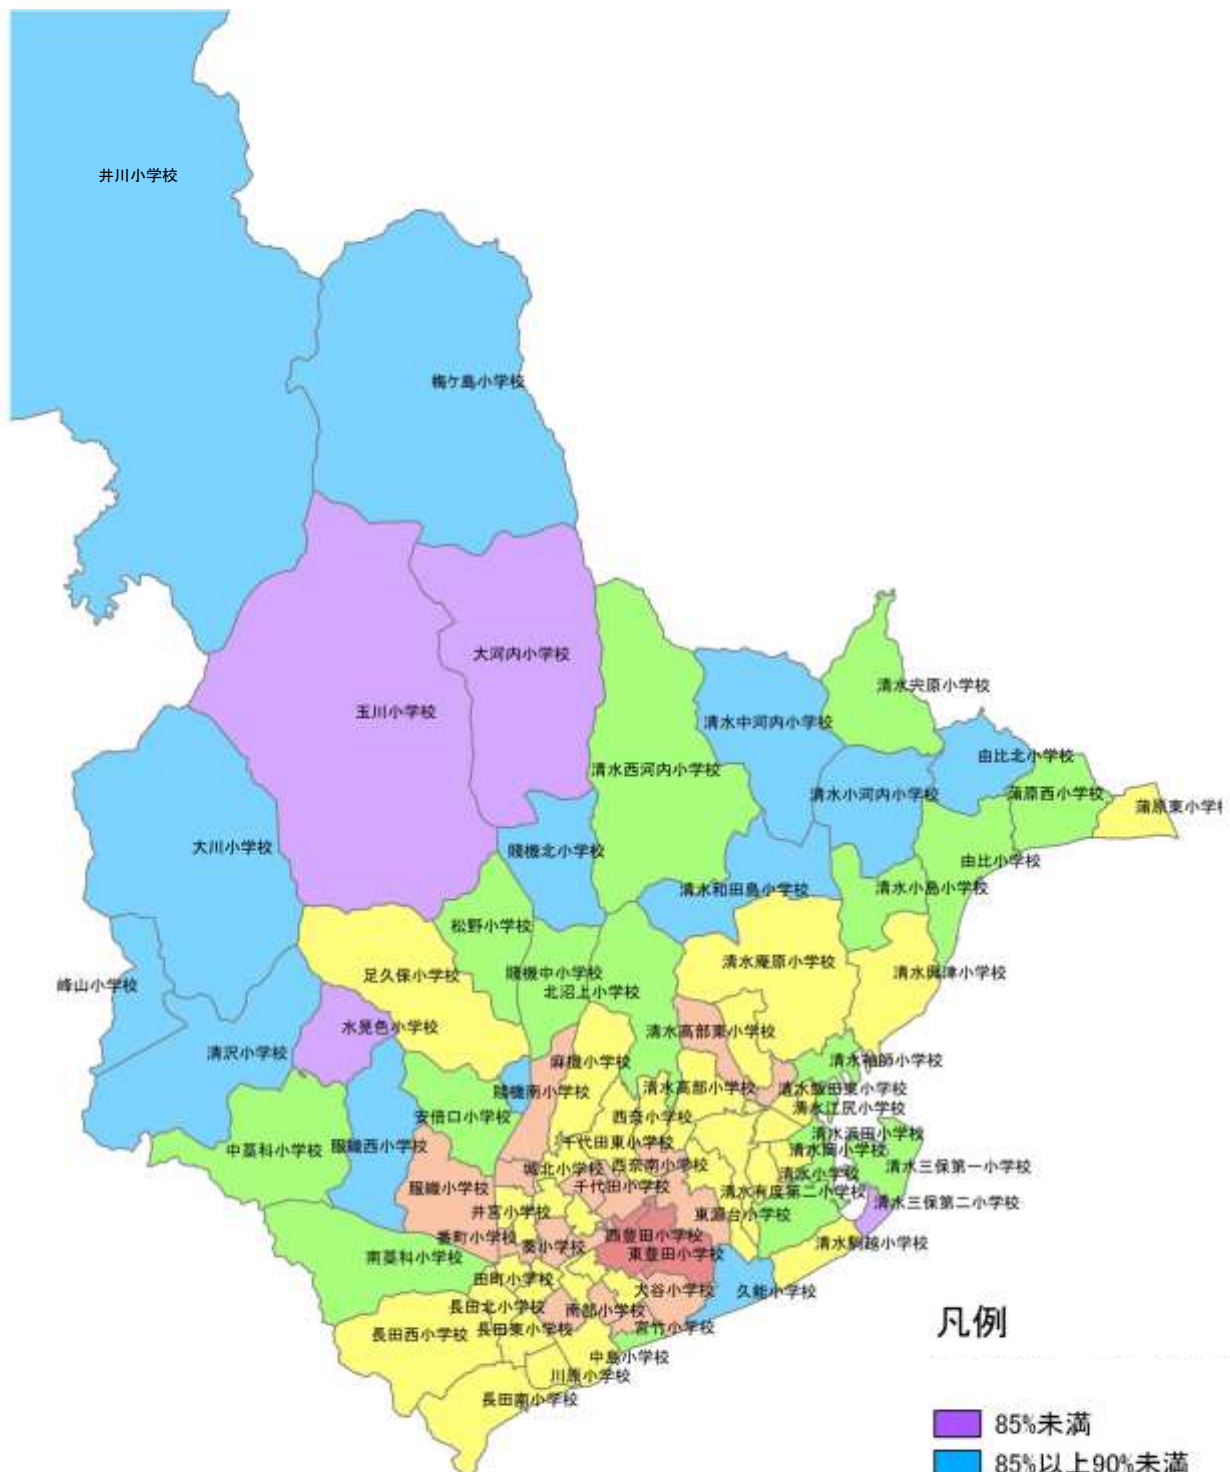 井川小学校
梅ケ島小学校
大河内小学校
清水宍原小学校
玉川小学校
清水中河内小学校
由比北小学校
清水西河内小学校
清水小河内小学校
蒲原西小学校
蒲原東小学
大川小学校
賤機北小学校
由比小学校
清水和田島小学校
清水小島小学校
松野小学校
足久保小学校
賤機中小学校
清水庵原小学校
清水興津小学校
峰山小学校
北沼上小学校
水見色小学校
清水高部東小学校
清沢小学校
麻機小学校
清水袖師小学校
賤機南小学校
清水高部小学校
清水飯田東小学校
安倍口小学校
西奈小学校
清水江尻小学校
中藁科小学校
服織西小学校
千代田東小学校
清水浜田小学校
清水岡小学校
城北小学校
西奈南小学校
清水三保第一小学校
服織小学校
千代田小学校
清水小学校
清水有度第二小学校
清水三保第二小学校
井宮小学校
東源台小学校
番町小学校
葵小学校
西豊田小学校
清水駒越小学校
南藁科小学校
東豊田小学校
田町小学校
大谷小学校
久能小学校
長田北小学校
南部小学校
長田西小学校
長田東小学校
宮竹小学校
中島小学校
川原小学校
長田南小学校
凡例
85%未満
85%以上90%未満